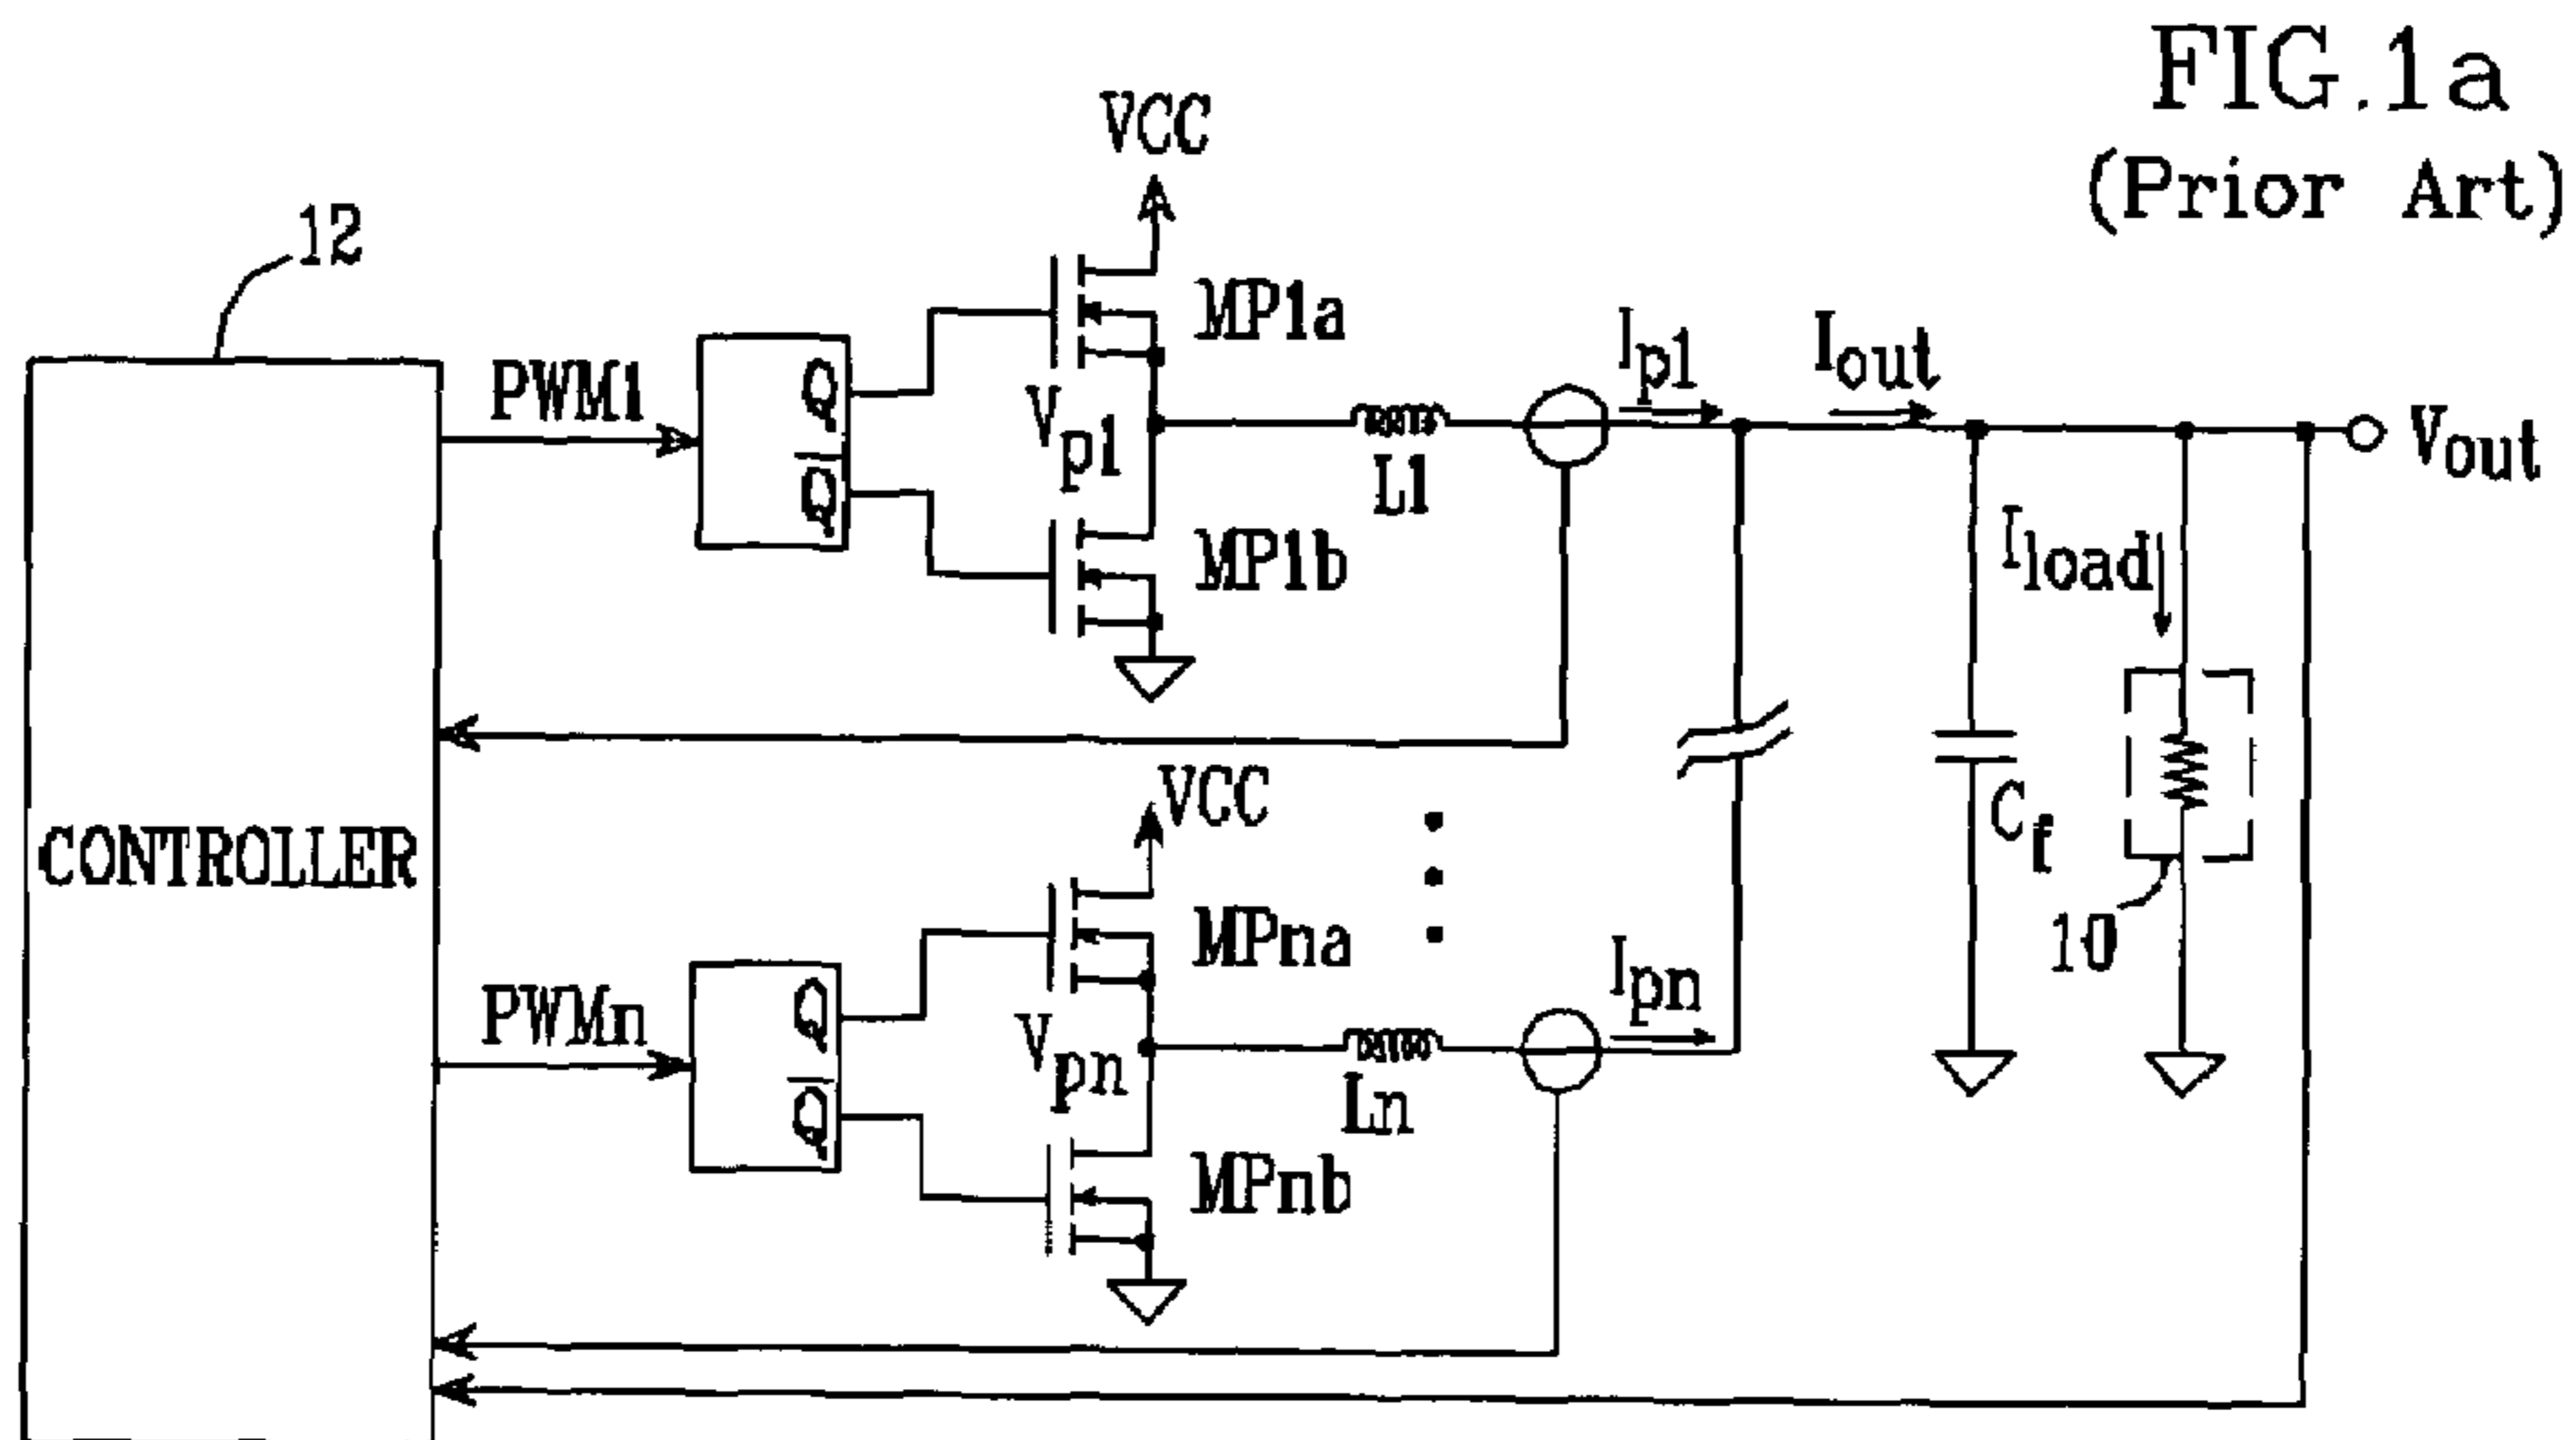 FIG.1a
(Prior Art)
VCC
12
MP1a
PWM1
Q
Q̅
Vp1
MP1b
L1
Ip1
Iout
Vout
Iload
CONTROLLER
VCC
Cf
10
MPna
PWMn
Q
Q̅
Vpn
MPnb
Ln
Ipn